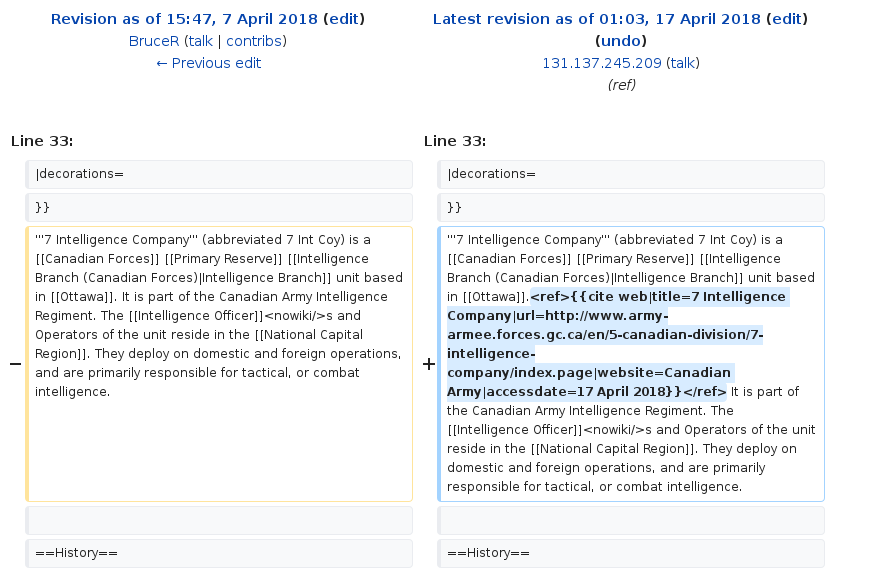 Revision as of 15:47, 7 April 2018 (edit)
BruceR (talk | contribs)
← Previous edit
Latest revision as of 01:03, 17 April 2018 (edit)
(undo)
131.137.245.209 (talk)
(ref)
Line 33:
Line 33:
|decorations=
|decorations=
}}
}}
−
'''7 Intelligence Company''' (abbreviated 7 Int Coy) is a
[[Canadian Forces]] [[Primary Reserve]] [[Intelligence
Branch (Canadian Forces)|Intelligence Branch]] unit based
in [[Ottawa]]. It is part of the Canadian Army Intelligence
Regiment. The [[Intelligence Officer]]<nowiki/>s and
Operators of the unit reside in the [[National Capital
Region]]. They deploy on domestic and foreign operations,
and are primarily responsible for tactical, or combat
intelligence.
+
'''7 Intelligence Company''' (abbreviated 7 Int Coy) is a
[[Canadian Forces]] [[Primary Reserve]] [[Intelligence
Branch (Canadian Forces)|Intelligence Branch]] unit based
in [[Ottawa]].<ref>{{cite web|title=7 Intelligence
Company|url=http://www.army-
armee.forces.gc.ca/en/5-canadian-division/7-
intelligence-
company/index.page|website=Canadian
Army|accessdate=17 April 2018}}</ref> It is part of
the Canadian Army Intelligence Regiment. The
[[Intelligence Officer]]<nowiki/>s and Operators of the unit
reside in the [[National Capital Region]]. They deploy on
domestic and foreign operations, and are primarily
responsible for tactical, or combat intelligence.
==History==
==History==